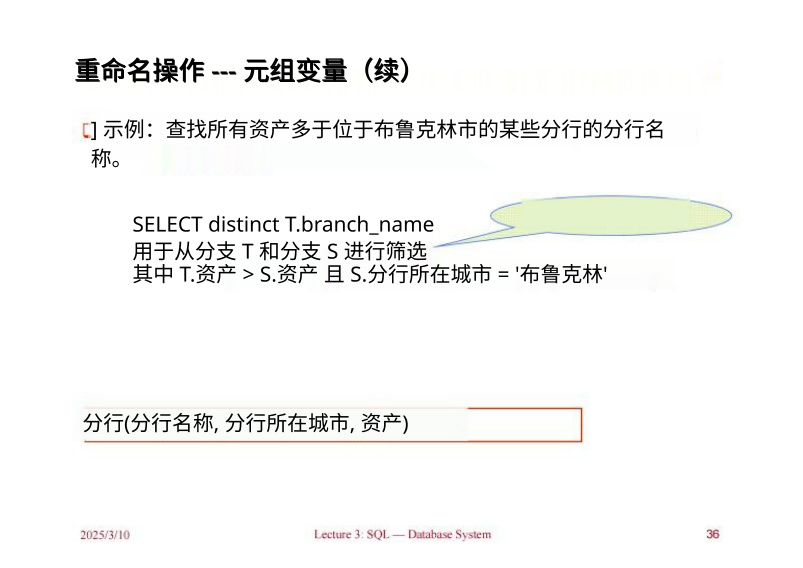 重命名操作 --- 元组变量（续）
] 示例：查找所有资产多于位于布鲁克林市的某些分行的分行名
称。
SELECT distinct T.branch_name
用于从分支 T 和分支 S 进行筛选
其中 T.资产 > S.资产 且 S.分行所在城市 = '布鲁克林'
分行(分行名称, 分行所在城市, 资产)
2025/3/10
Lecture 3: SQL — Database System
36